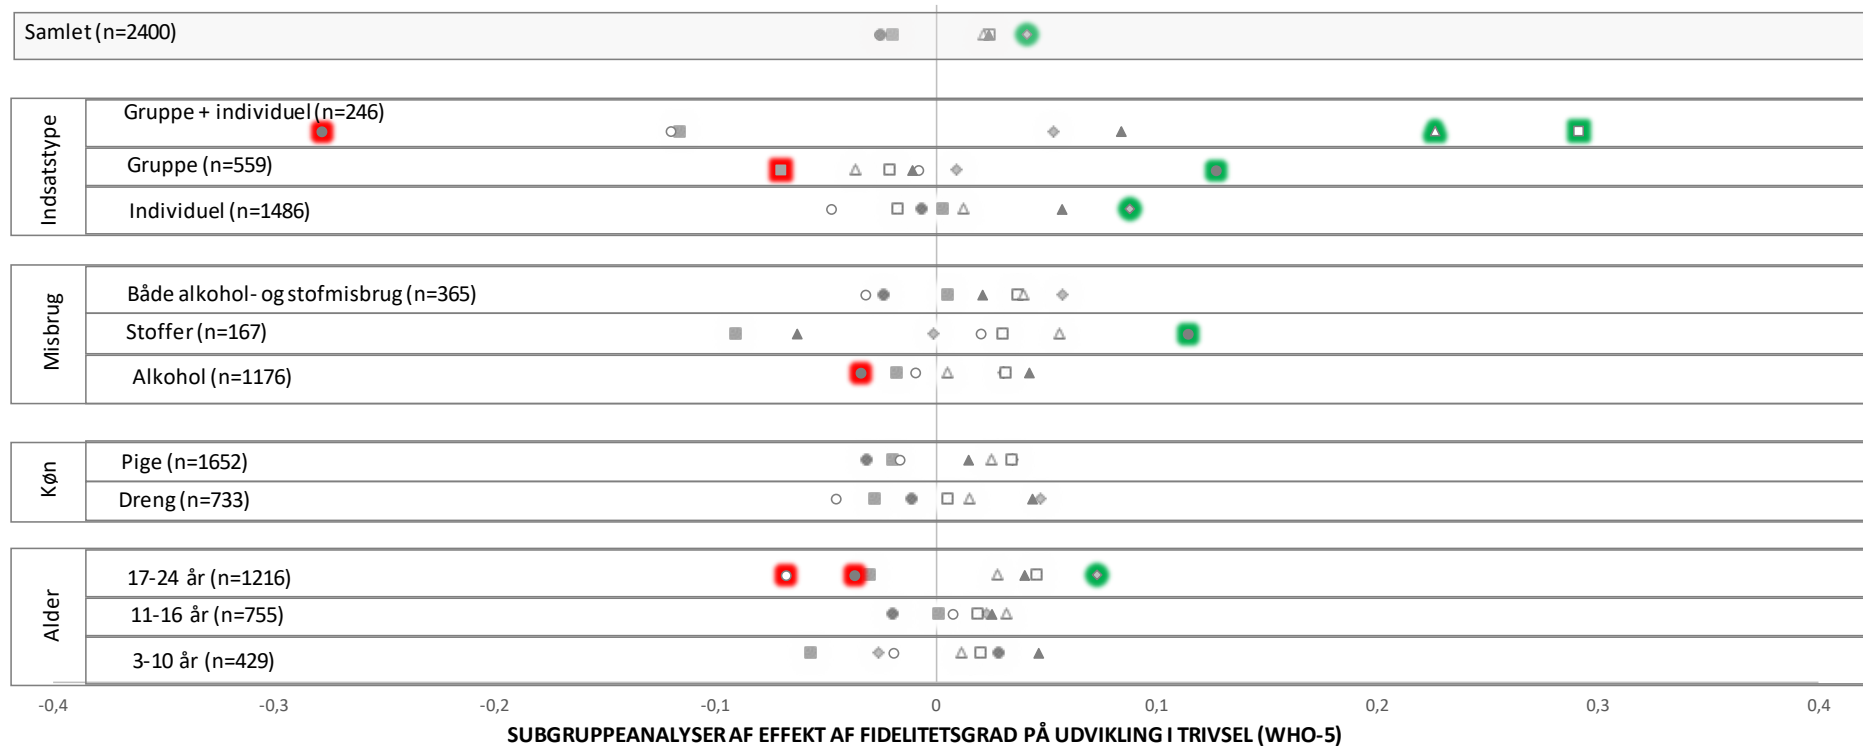 Samlet (n=2400)
Indsatstype
Gruppe + individuel (n=246)
Gruppe (n=559)
Individuel (n=1486)
Misbrug
Både alkohol- og stofmisbrug (n=365)
Stoffer (n=167)
Alkohol (n=1176)
Køn
Pige (n=1652)
Dreng (n=733)
Alder
17-24 år (n=1216)
11-16 år (n=755)
3-10 år (n=429)
-0,4 -0,3 -0,2 -0,1 0 0,1 0,2 0,3 0,4
SUBGRUPPEANALYSER AF EFFEKT AF FIDELITETSGRAD PÅ UDVIKLING I TRIVSEL (WHO-5)